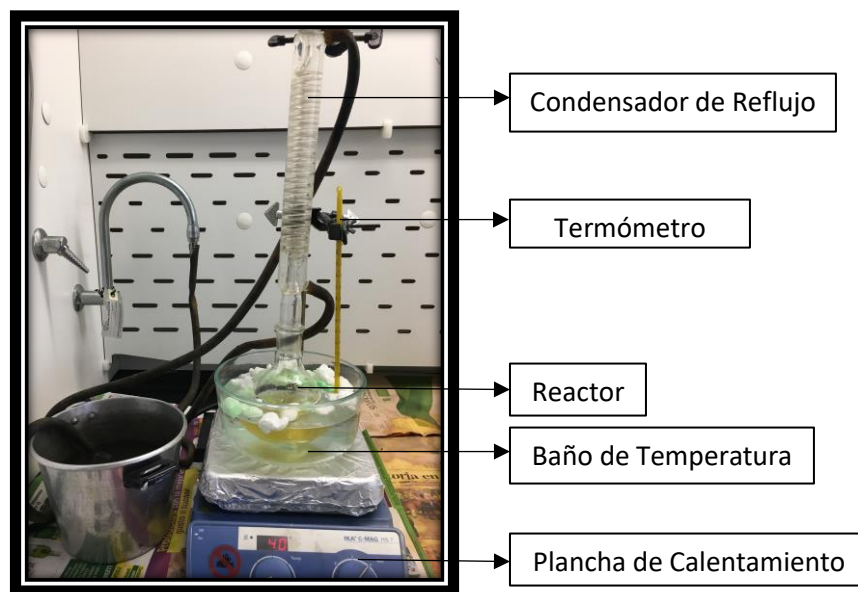 Condensador de Reflujo
Termómetro
Reactor
Baño de Temperatura
Plancha de Calentamiento
40